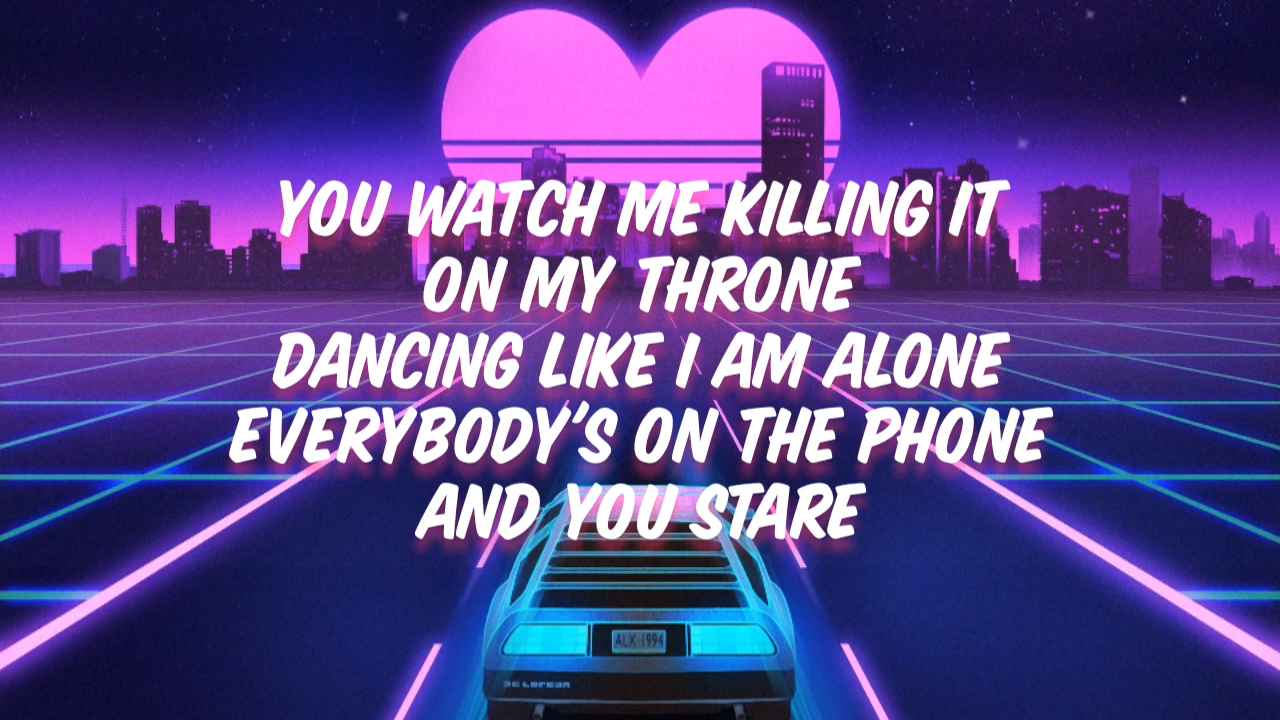 YOU WATCH ME KILLING IT
ON MY THRONE
DANCING LIKE I AM ALONE
EVERYBODY'S ON THE PHONE
AND YOU STARE
ALX 1994
DELOREAN